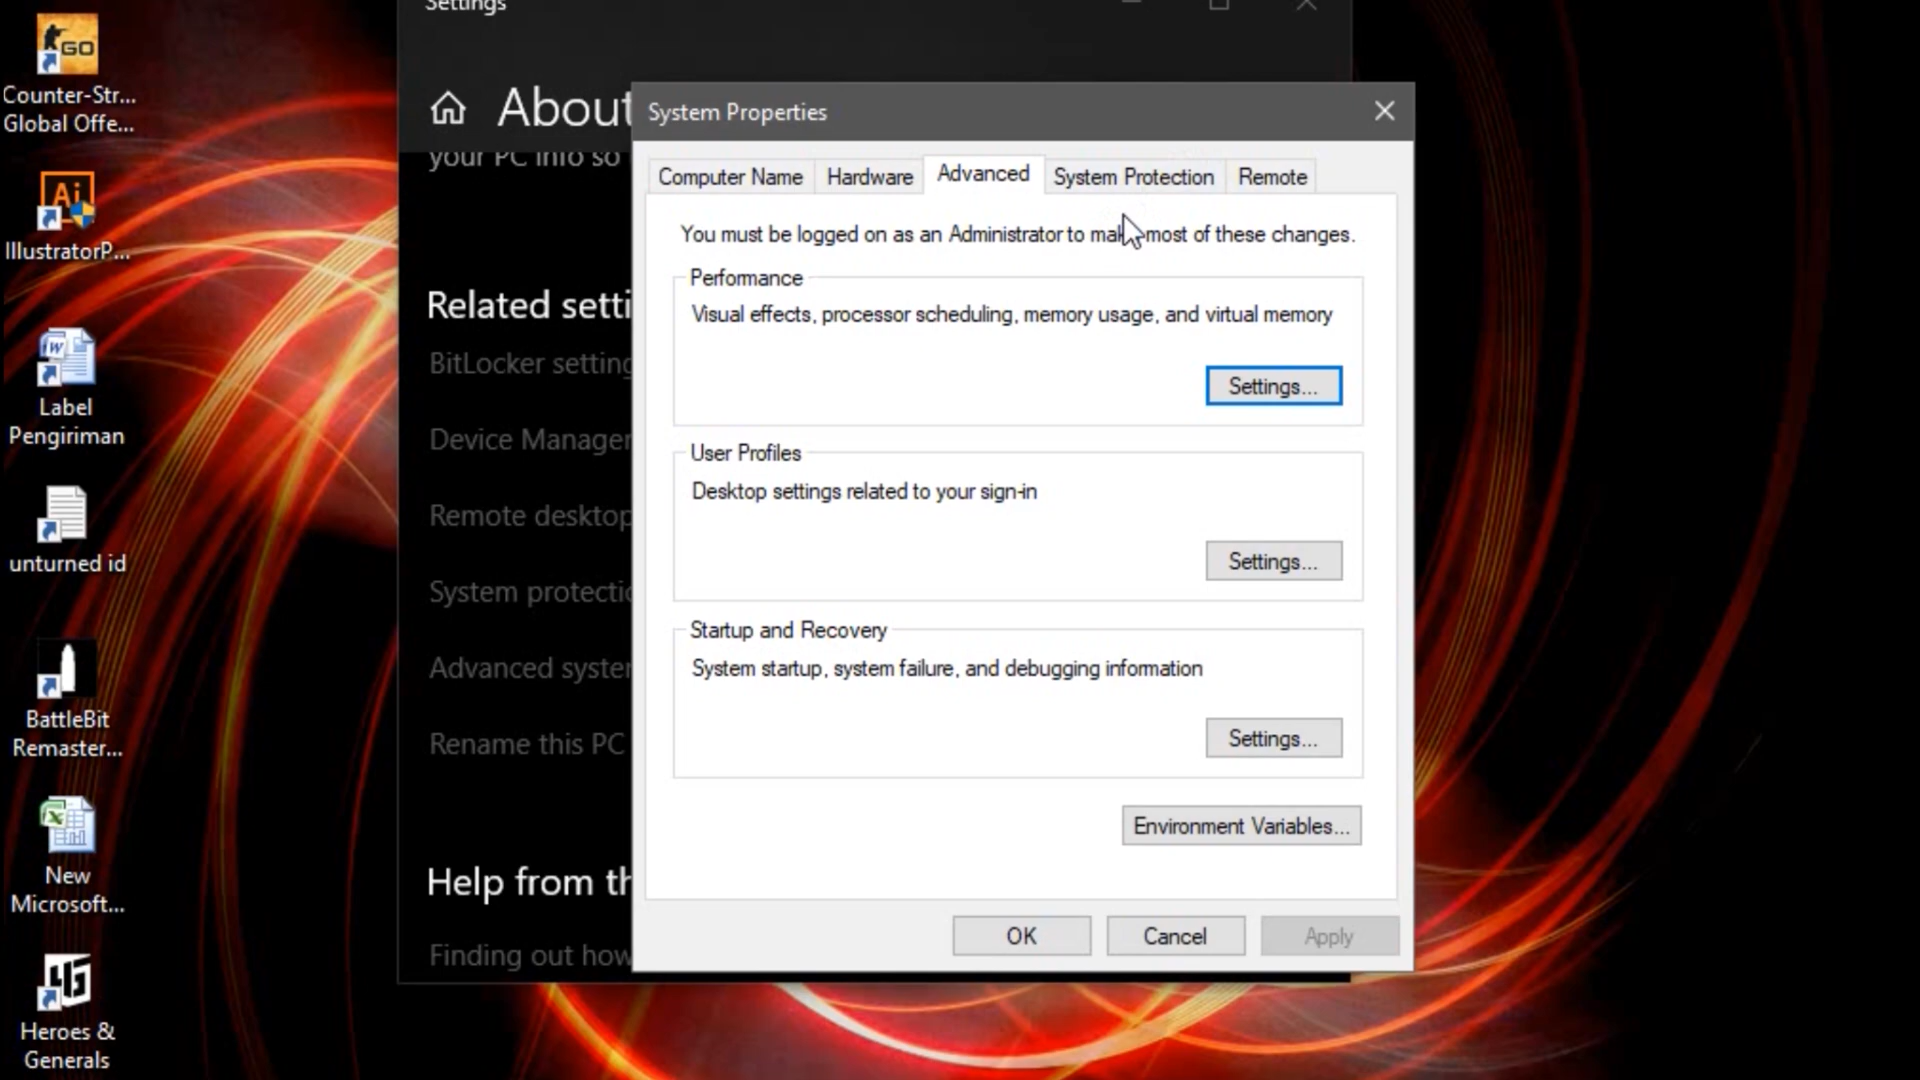 Settings
Counter-Str...
Global Offe...
GO
Ai
IllustratorP...
W
Label
Pengiriman
unturned id
BattleBit
Remaster...
X
New
Microsoft...
Heroes &
Generals
About
your PC info so
Related setti
BitLocker setting
Device Manager
Remote desktop
System protectio
Advanced system
Rename this PC
Help from th
Finding out how
System Properties
Computer Name
Hardware
Advanced
System Protection
Remote
You must be logged on as an Administrator to mak most of these changes.
Performance
Visual effects, processor scheduling, memory usage, and virtual memory
Settings...
User Profiles
Desktop settings related to your sign-in
Settings...
Startup and Recovery
System startup, system failure, and debugging information
Settings...
Environment Variables...
OK
Cancel
Apply